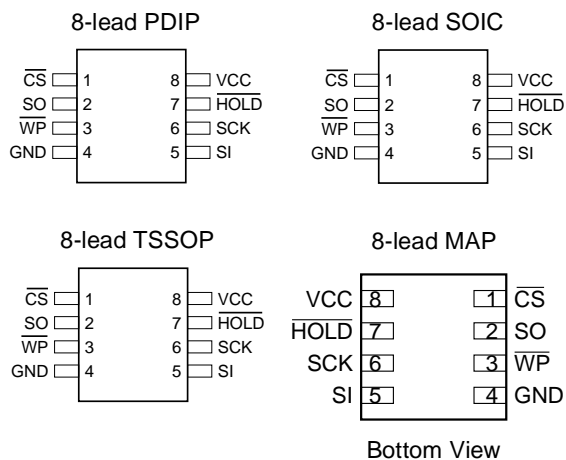 8-lead PDIP
CS 1 8 VCC
SO 2 7 HOLD
WP 3 6 SCK
GND 4 5 SI
8-lead SOIC
CS 1 8 VCC
SO 2 7 HOLD
WP 3 6 SCK
GND 4 5 SI
8-lead TSSOP
CS 1 8 VCC
SO 2 7 HOLD
WP 3 6 SCK
GND 4 5 SI
8-lead MAP
VCC 8 1 CS
HOLD 7 2 SO
SCK 6 3 WP
SI 5 4 GND
Bottom View